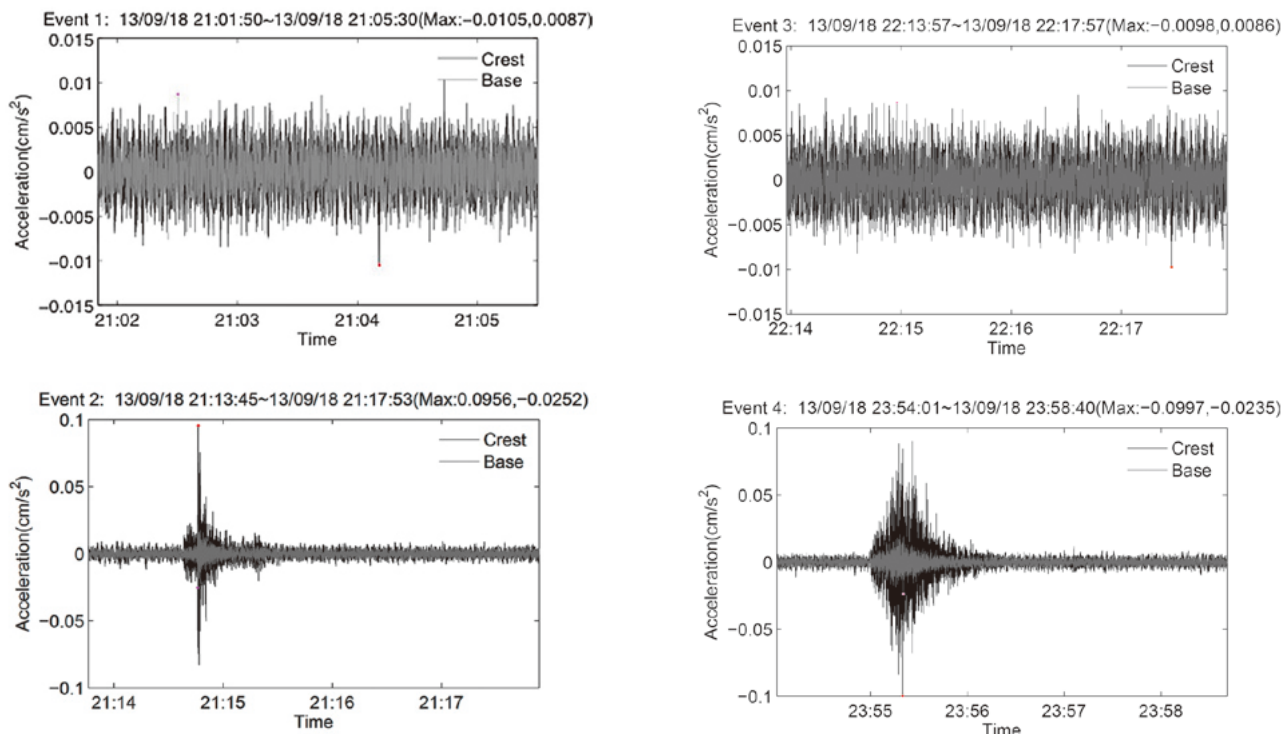 Event 1: 13/09/18 21:01:50~13/09/18 21:05:30(Max:−0.0105,0.0087)
0.015
0.01
0.005
0
−0.005
−0.01
−0.015
Acceleration(cm/s²)
Crest
Base
21:02 21:03 21:04 21:05
Time
Event 3: 13/09/18 22:13:57~13/09/18 22:17:57(Max:−0.0098,0.0086)
0.015
0.01
0.005
0
−0.005
−0.01
−0.015
Acceleration(cm/s²)
Crest
Base
22:14 22:15 22:16 22:17
Time
Event 2: 13/09/18 21:13:45~13/09/18 21:17:53(Max:0.0956,−0.0252)
0.1
0.05
0
−0.05
−0.1
Acceleration(cm/s²)
Crest
Base
21:14 21:15 21:16 21:17
Time
Event 4: 13/09/18 23:54:01~13/09/18 23:58:40(Max:−0.0997,−0.0235)
0.1
0.05
0
−0.05
−0.1
Acceleration(cm/s²)
Crest
Base
23:55 23:56 23:57 23:58
Time